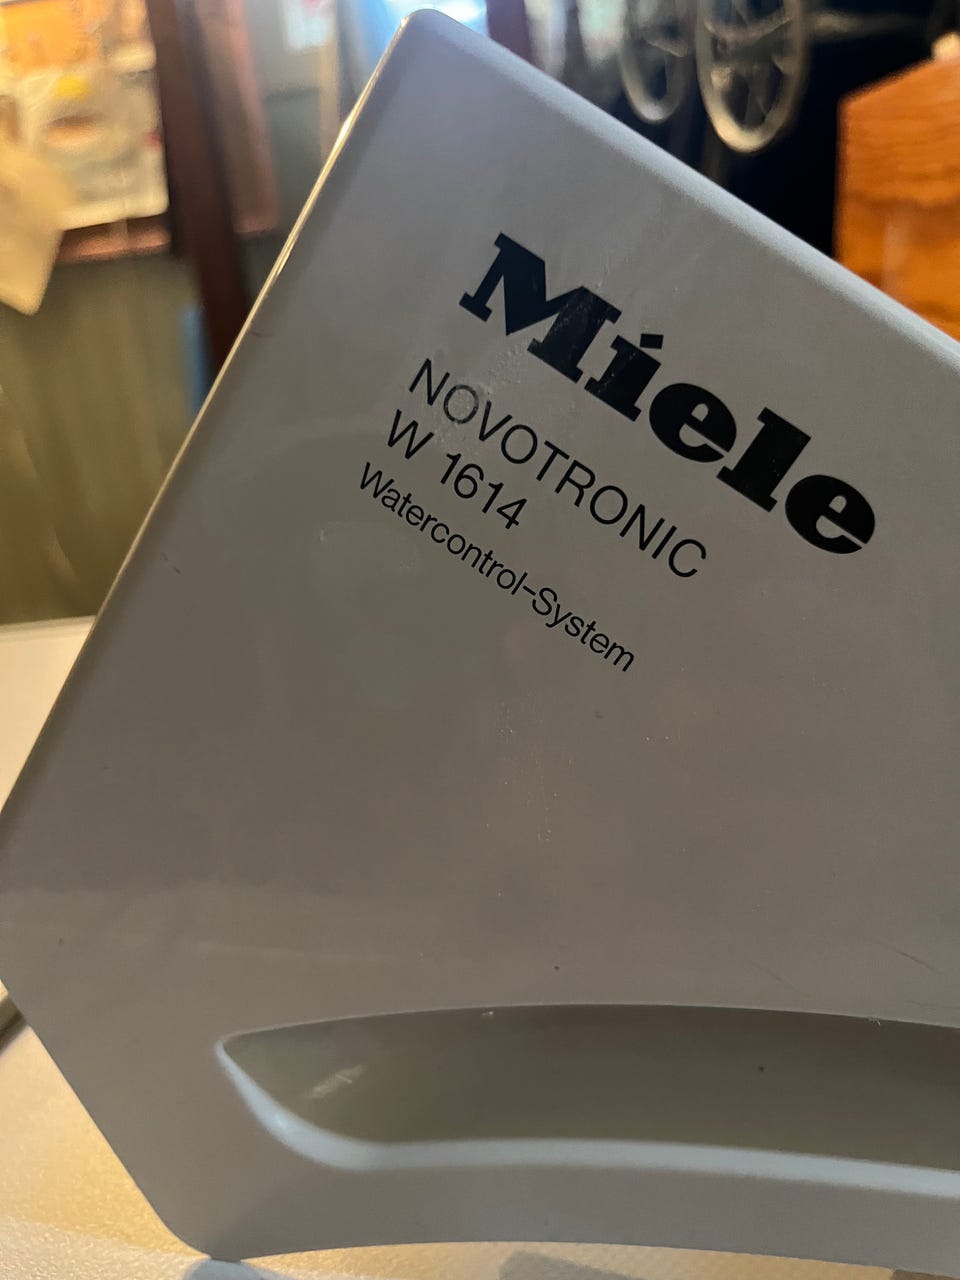 Miele
NOVOTRONIC
W 1614
Watercontrol-System